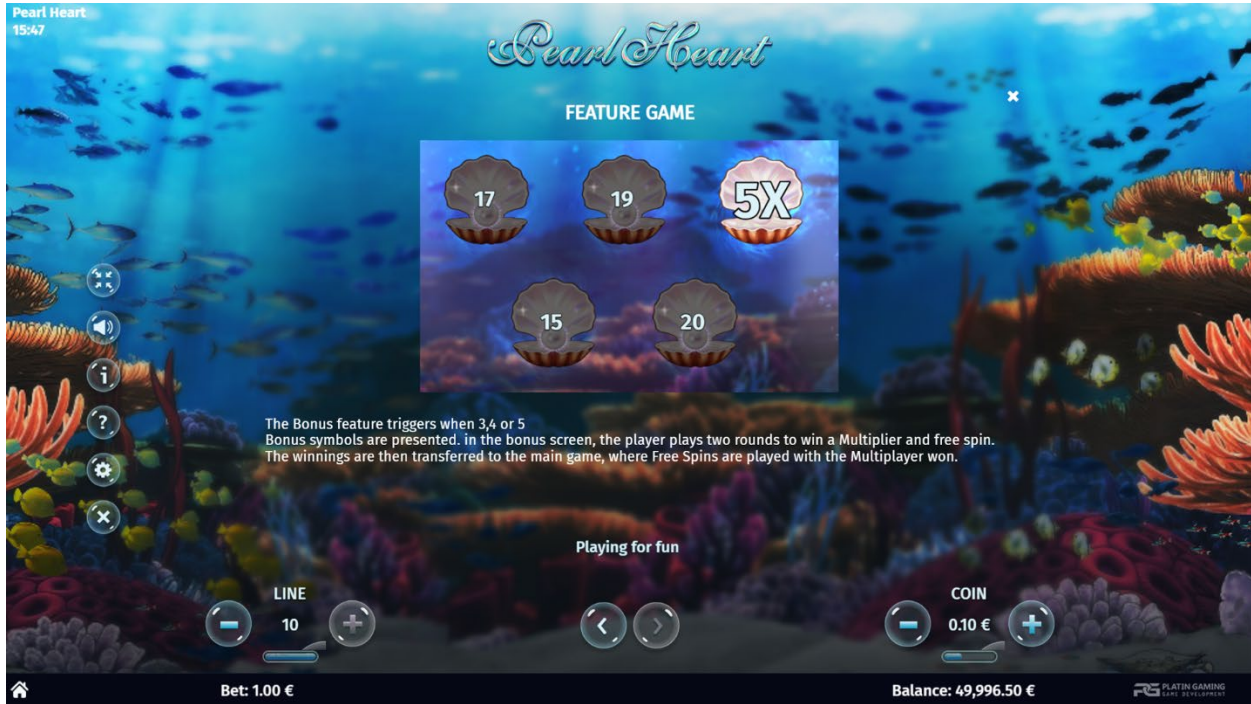 Pearl Heart
15:47
Pearl Heart
FEATURE GAME
17
19
5X
15
20
The Bonus feature triggers when 3,4 or 5
Bonus symbols are presented. in the bonus screen, the player plays two rounds to win a Multiplier and free spin.
The winnings are then transferred to the main game, where Free Spins are played with the Multiplayer won.
Playing for fun
LINE
10
COIN
0.10 €
Bet: 1.00 €
Balance: 49,996.50 €
PLATIN GAMING
GAME DEVELOPMENT